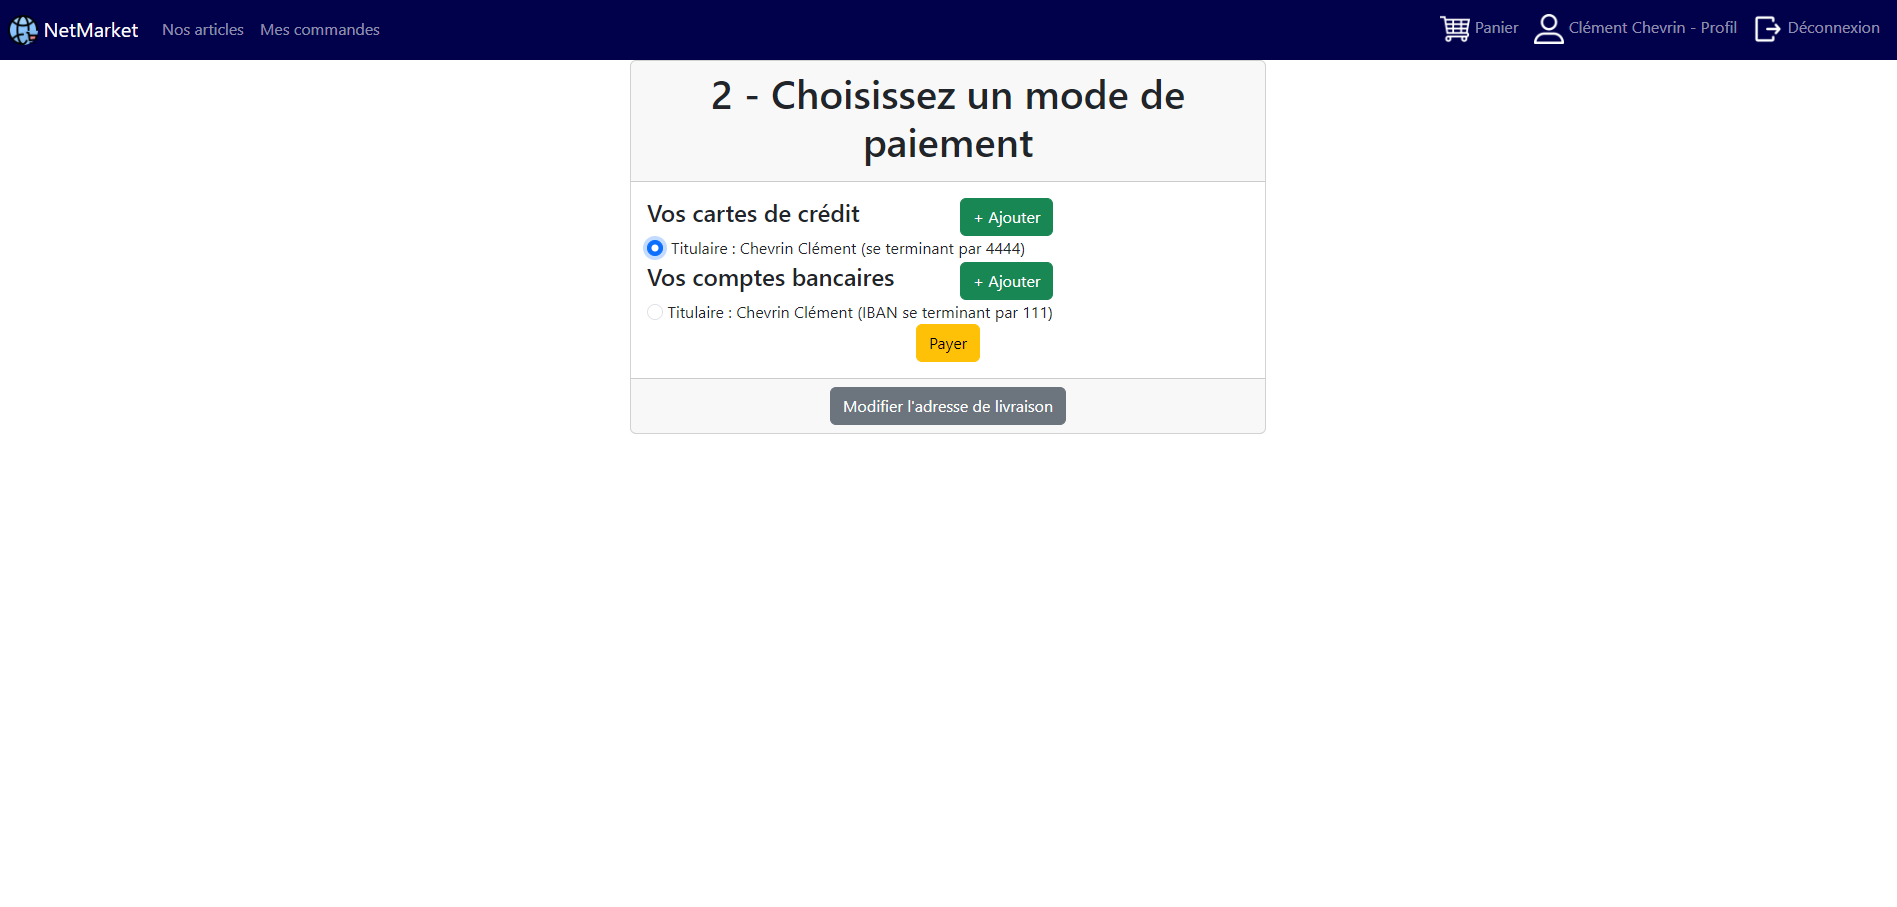 NetMarket Nos articles Mes commandes Panier Clément Chevrin - Profil Déconnexion
2 - Choisissez un mode de
paiement
Vos cartes de crédit + Ajouter
Titulaire : Chevrin Clément (se terminant par 4444)
Vos comptes bancaires + Ajouter
Titulaire : Chevrin Clément (IBAN se terminant par 111)
Payer
Modifier l'adresse de livraison